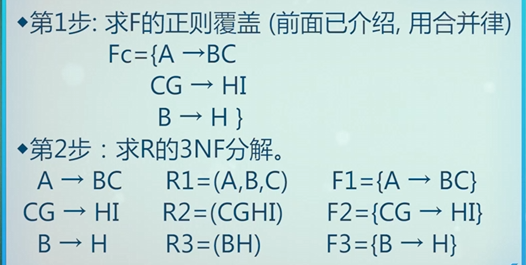 ◆第1步: 求F的正则覆盖 (前面已介绍, 用合并律)
Fc={A →BC
CG → HI
B → H }
◆第2步：求R的3NF分解。
A → BC R1=(A,B,C) F1={A → BC}
CG → HI R2=(CGHI) F2={CG → HI}
B → H R3=(BH) F3={B → H}